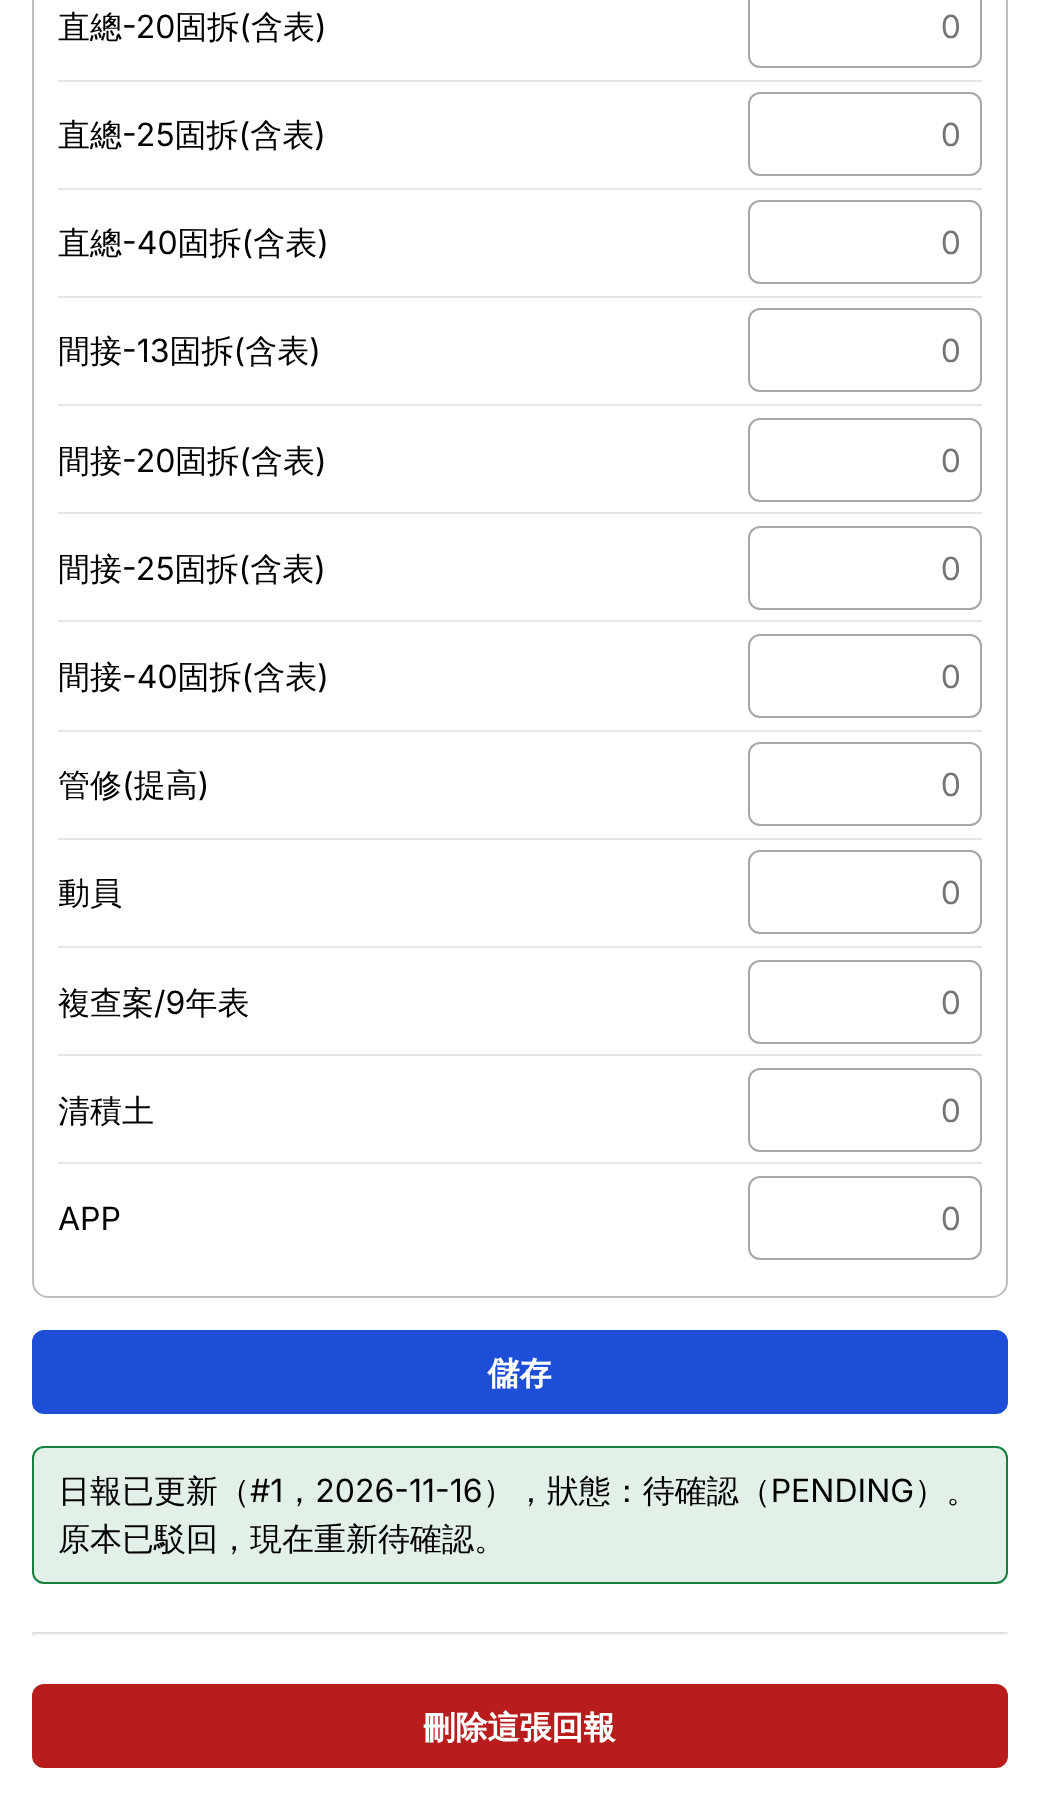 直總-20固拆(含表) 0
直總-25固拆(含表) 0
直總-40固拆(含表) 0
間接-13固拆(含表) 0
間接-20固拆(含表) 0
間接-25固拆(含表) 0
間接-40固拆(含表) 0
管修(提高) 0
動員 0
複查案/9年表 0
清積土 0
APP 0
儲存
日報已更新（#1，2026-11-16），狀態：待確認（PENDING）。
原本已駁回，現在重新待確認。
刪除這張回報